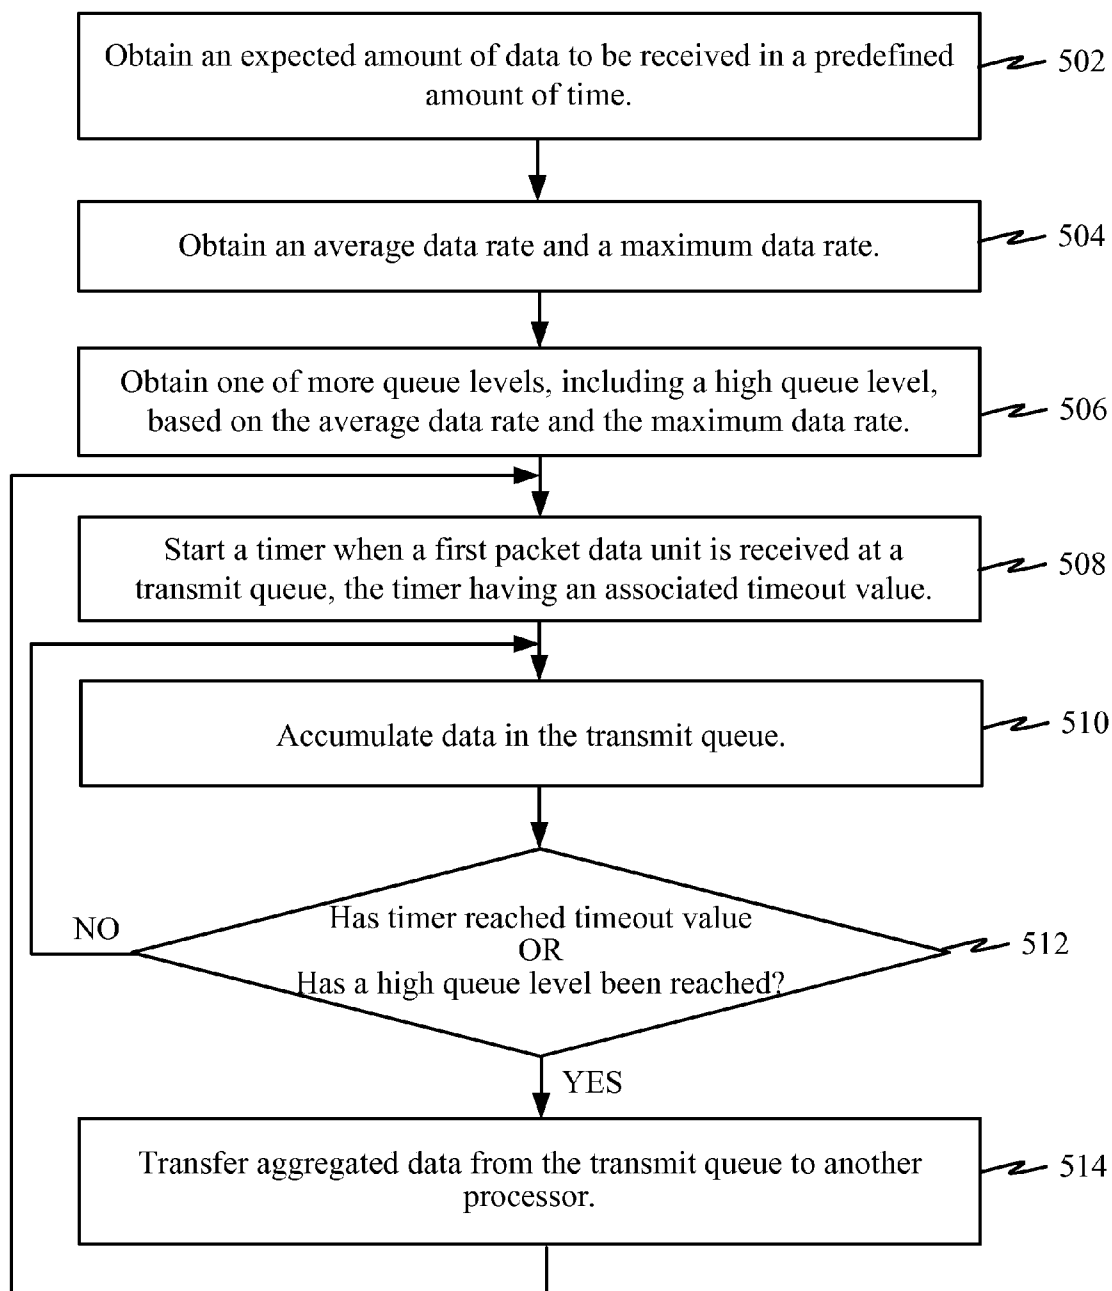 Obtain an expected amount of data to be received in a predefined
amount of time.
502
Obtain an average data rate and a maximum data rate.
504
Obtain one of more queue levels, including a high queue level,
based on the average data rate and the maximum data rate.
506
Start a timer when a first packet data unit is received at a
transmit queue, the timer having an associated timeout value.
508
Accumulate data in the transmit queue.
510
Has timer reached timeout value
OR
Has a high queue level been reached?
512
NO
YES
Transfer aggregated data from the transmit queue to another
processor.
514